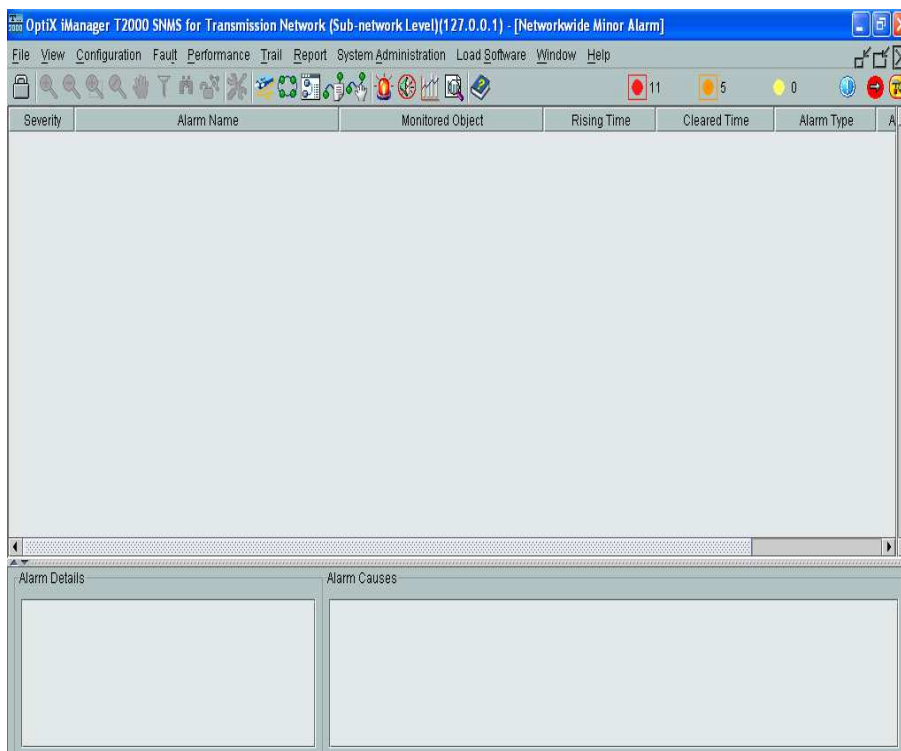 OptiX iManager T2000 SNMS for Transmission Network (Sub-network Level)(127.0.0.1) - [Networkwide Minor Alarm]
File View Configuration Fault Performance Trail Report System Administration Load Software Window Help
11 5 0
Severity Alarm Name Monitored Object Rising Time Cleared Time Alarm Type A
Alarm Details Alarm Causes